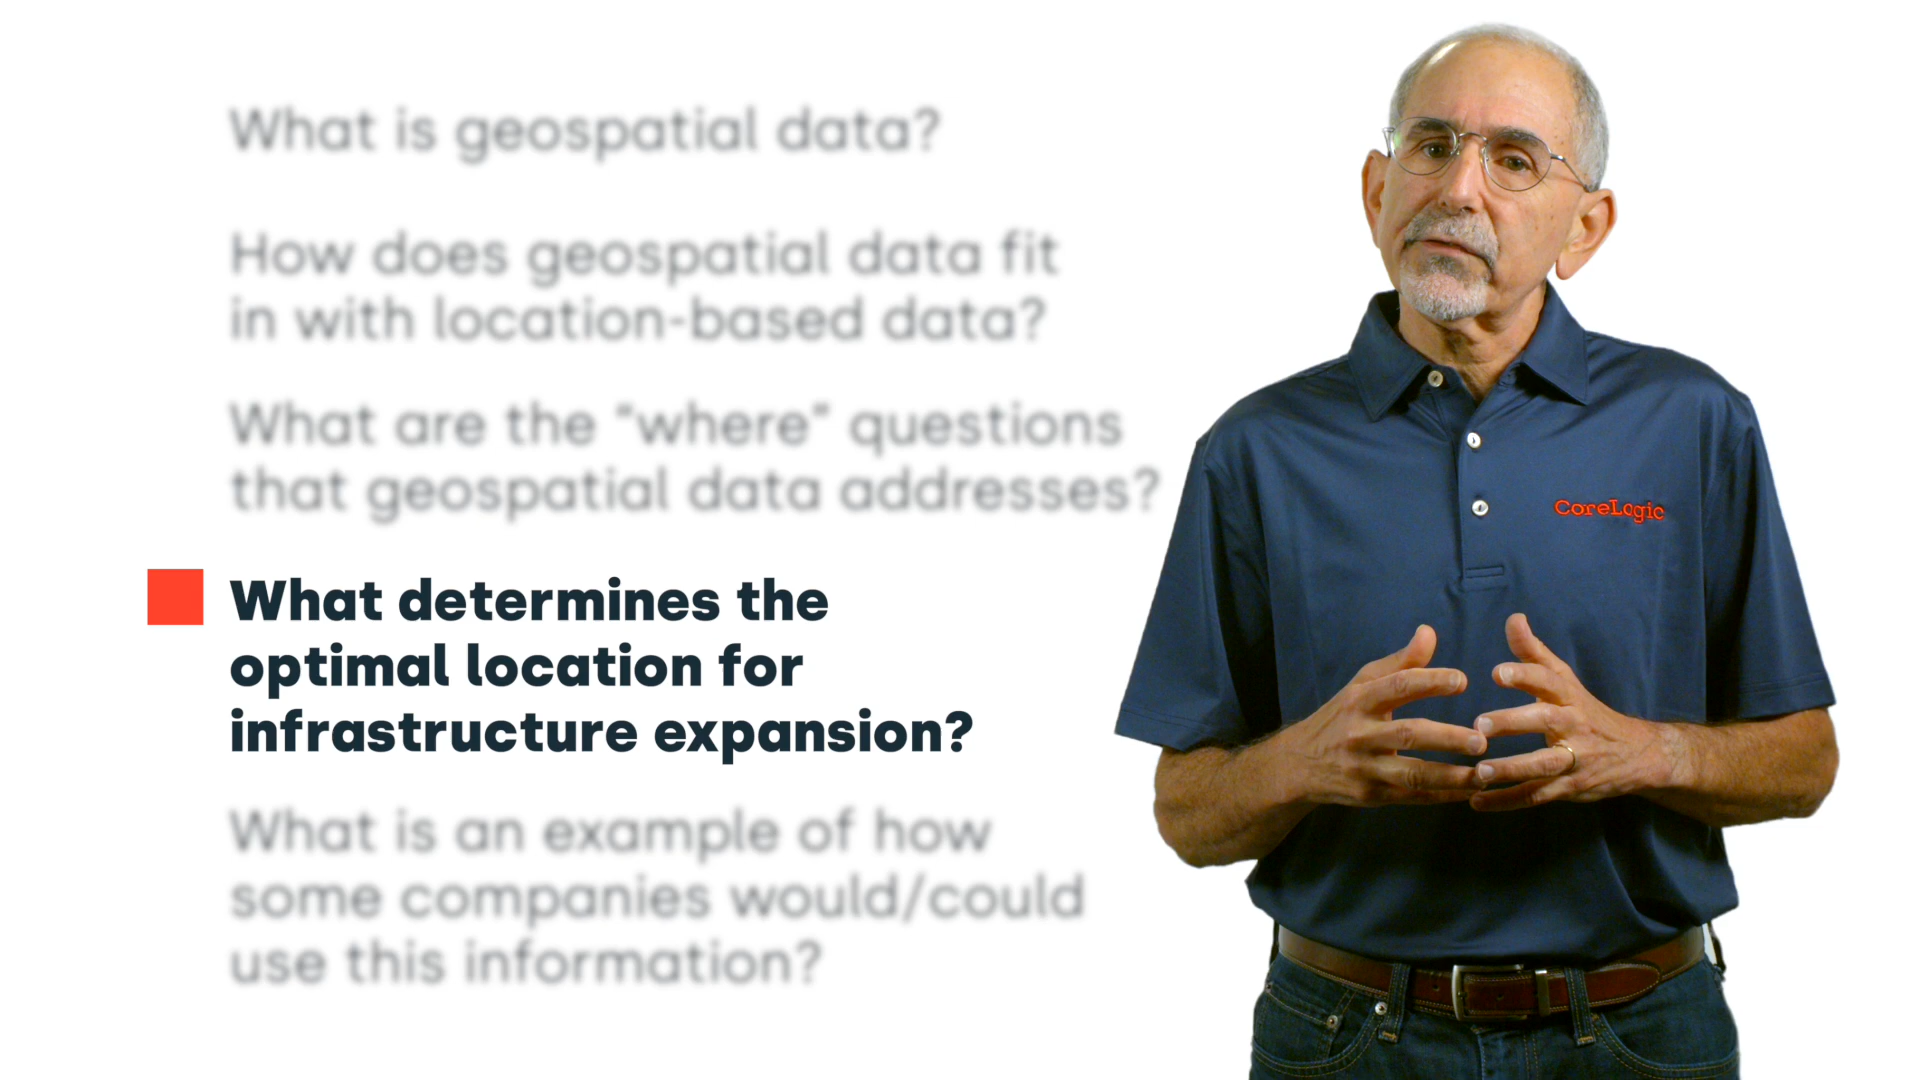 What is geospatial data?
How does geospatial data fit
in with location-based data?
What are the "where" questions
that geospatial data addresses?
What determines the
optimal location for
infrastructure expansion?
What is an example of how
some companies would/could
use this information?
CoreLogic